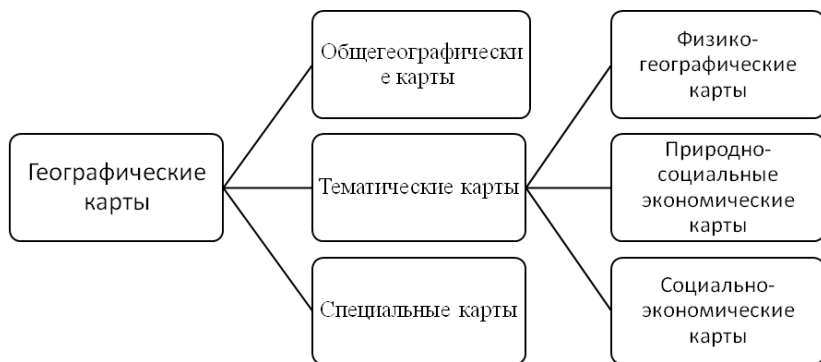 Географические
карты
Общегеографически
е карты
Тематические карты
Специальные карты
Физико-
географические
карты
Природно-
социальные
экономические
карты
Социально-
экономические
карты